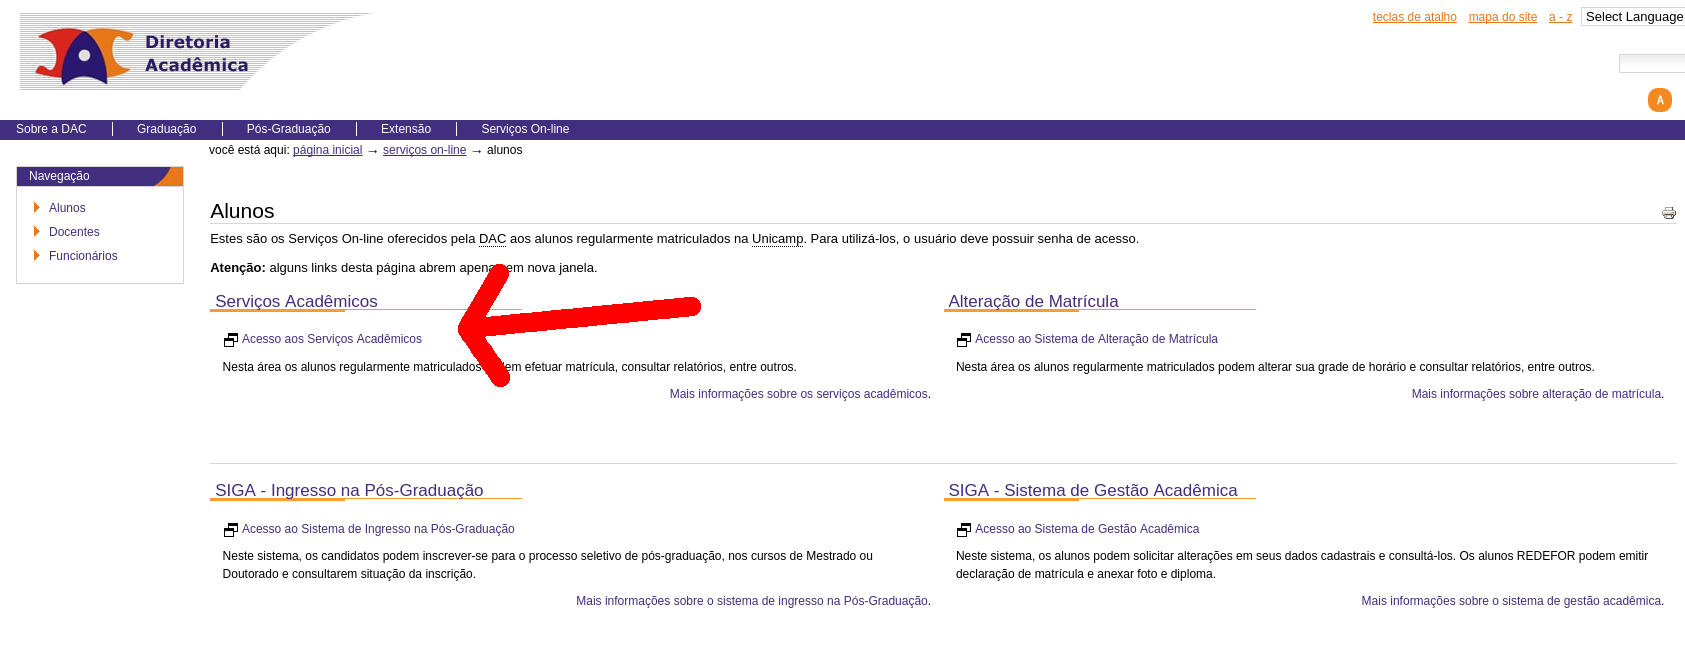 teclas de atalho mapa do site a - z Select Language
Diretoria
Acadêmica
A
Sobre a DAC Graduação Pós-Graduação Extensão Serviços On-line
você está aqui: página inicial → serviços on-line → alunos
Navegação
Alunos
Docentes
Funcionários
Alunos
Estes são os Serviços On-line oferecidos pela DAC aos alunos regularmente matriculados na Unicamp. Para utilizá-los, o usuário deve possuir senha de acesso.
Atenção: alguns links desta página abrem apenas em nova janela.
Serviços Acadêmicos
Acesso aos Serviços Acadêmicos
Nesta área os alunos regularmente matriculados podem efetuar matrícula, consultar relatórios, entre outros.
Mais informações sobre os serviços acadêmicos.
Alteração de Matrícula
Acesso ao Sistema de Alteração de Matrícula
Nesta área os alunos regularmente matriculados podem alterar sua grade de horário e consultar relatórios, entre outros.
Mais informações sobre alteração de matrícula.
SIGA - Ingresso na Pós-Graduação
Acesso ao Sistema de Ingresso na Pós-Graduação
Neste sistema, os candidatos podem inscrever-se para o processo seletivo de pós-graduação, nos cursos de Mestrado ou
Doutorado e consultarem situação da inscrição.
Mais informações sobre o sistema de ingresso na Pós-Graduação.
SIGA - Sistema de Gestão Acadêmica
Acesso ao Sistema de Gestão Acadêmica
Neste sistema, os alunos podem solicitar alterações em seus dados cadastrais e consultá-los. Os alunos REDEFOR podem emitir
declaração de matrícula e anexar foto e diploma.
Mais informações sobre o sistema de gestão acadêmica.